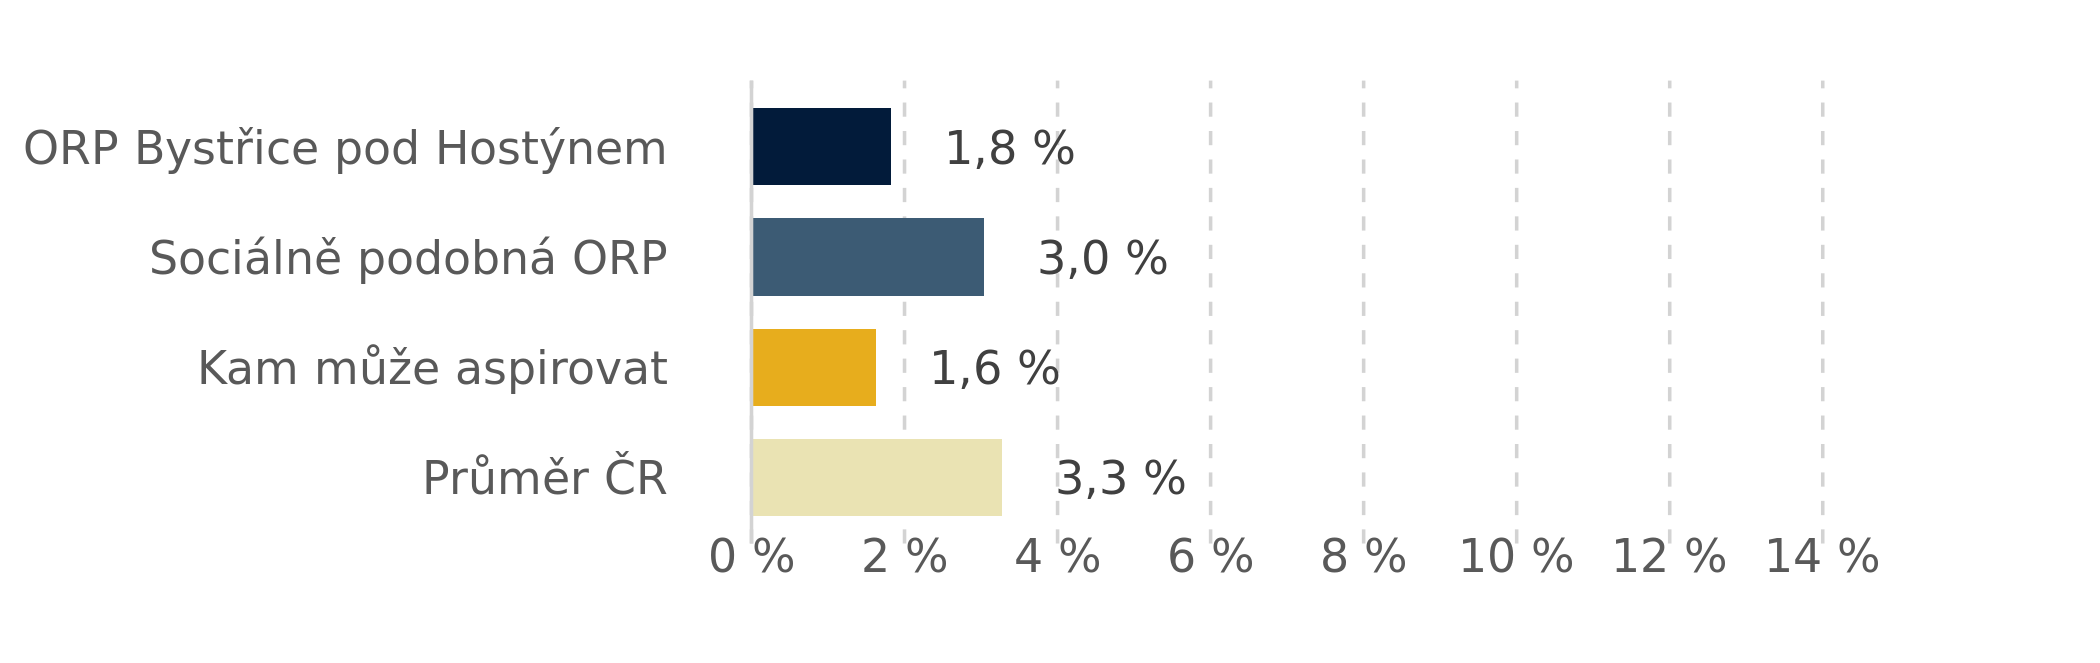 ORP Bystřice pod Hostýnem 1,8 %
Sociálně podobná ORP 3,0 %
Kam může aspirovat 1,6 %
Průměr ČR 3,3 %
0 % 2 % 4 % 6 % 8 % 10 % 12 % 14 %